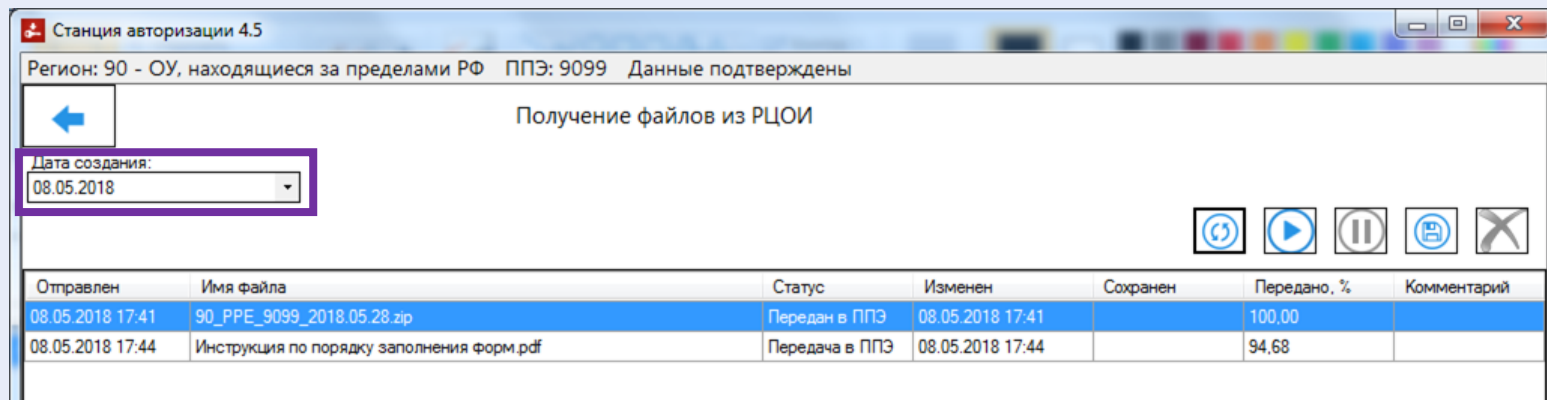 Станция авторизации 4.5
Регион: 90 - ОУ, находящиеся за пределами РФ ППЭ: 9099 Данные подтверждены
Получение файлов из РЦОИ
Дата создания:
08.05.2018
Отправлен Имя файла Статус Изменен Сохранен Передано, % Комментарий
08.05.2018 17:41 90_PPE_9099_2018.05.28.zip Передан в ППЭ 08.05.2018 17:41 100,00
08.05.2018 17:44 Инструкция по порядку заполнения форм.pdf Передача в ППЭ 08.05.2018 17:44 94,68